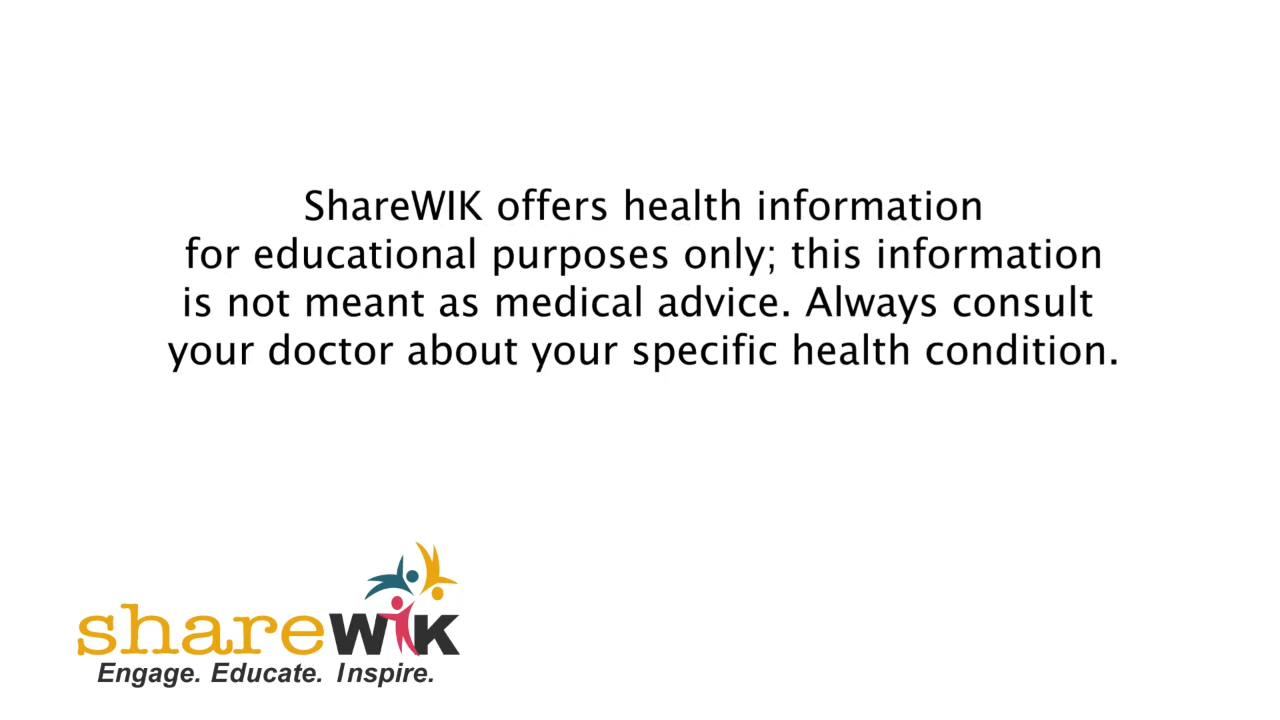 ShareWIK offers health information
for educational purposes only; this information
is not meant as medical advice. Always consult
your doctor about your specific health condition.
shareWiK
Engage. Educate. Inspire.